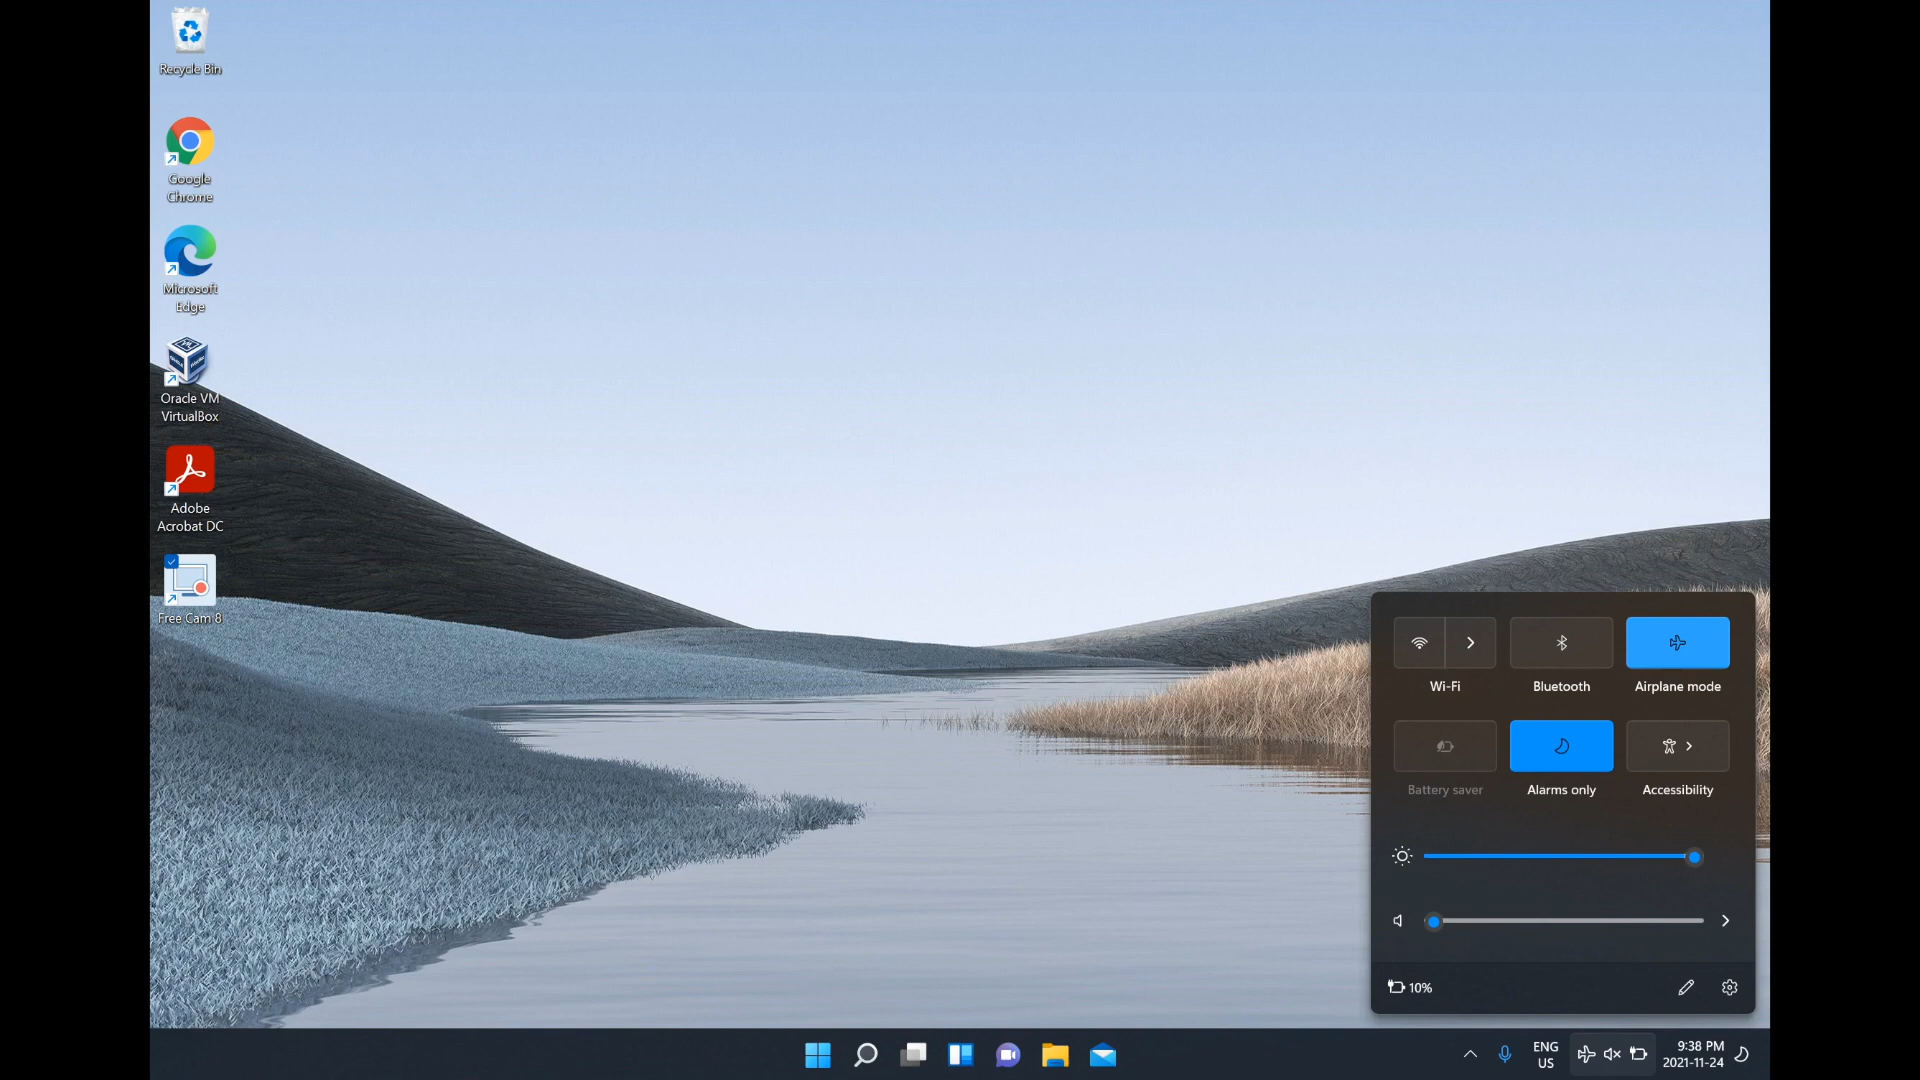 Recycle Bin
Google
Chrome
Microsoft
Edge
Oracle VM
VirtualBox
Adobe
Acrobat DC
Free Cam 8
Wi-Fi
Bluetooth
Airplane mode
Battery saver
Alarms only
Accessibility
10%
ENG
US
9:38 PM
2021-11-24